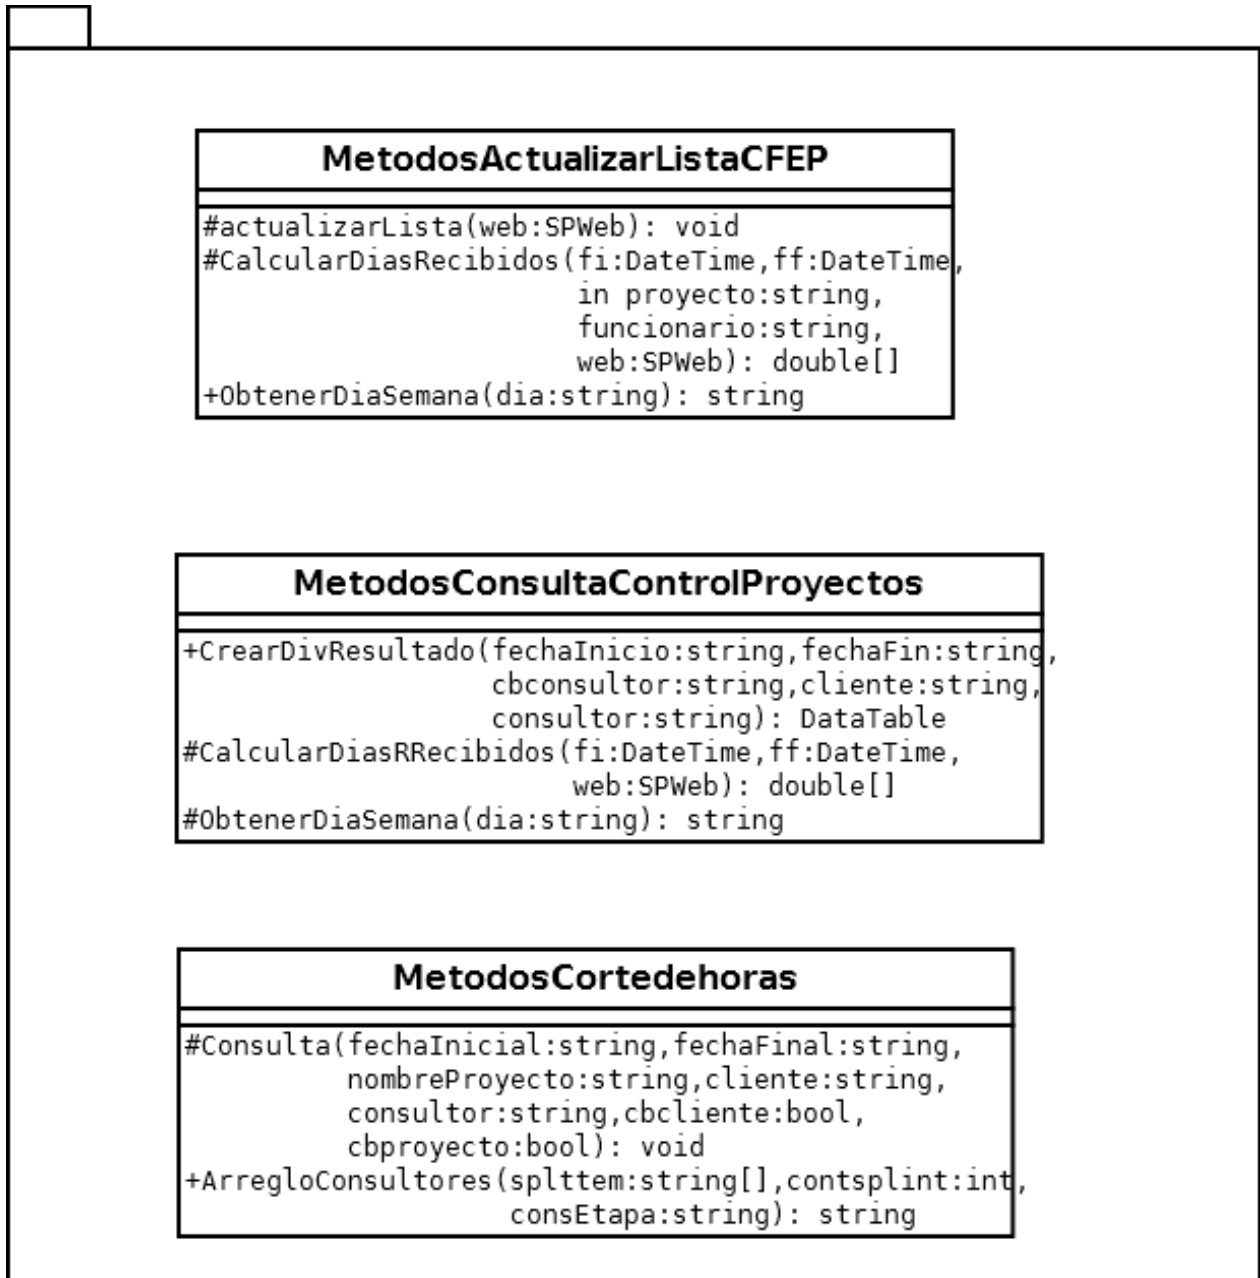 MetodosActualizarListaCFEP
#actualizarLista(web:SPWeb): void
#CalcularDiasRecibidos(fi:DateTime,ff:DateTime,
in proyecto:string,
funcionario:string,
web:SPWeb): double[]
+ObtenerDiaSemana(dia:string): string
MetodosConsultaControlProyectos
+CrearDivResultado(fechaInicio:string,fechaFin:string,
cbconsultor:string,cliente:string,
consultor:string): DataTable
#CalcularDiasRRecibidos(fi:DateTime,ff:DateTime,
web:SPWeb): double[]
#ObtenerDiaSemana(dia:string): string
MetodosCortedehoras
#Consulta(fechaInicial:string,fechaFinal:string,
nombreProyecto:string,cliente:string,
consultor:string,cbcliente:bool,
cbproyecto:bool): void
+ArregloConsultores(splttem:string[],contsplint:int,
consEtapa:string): string